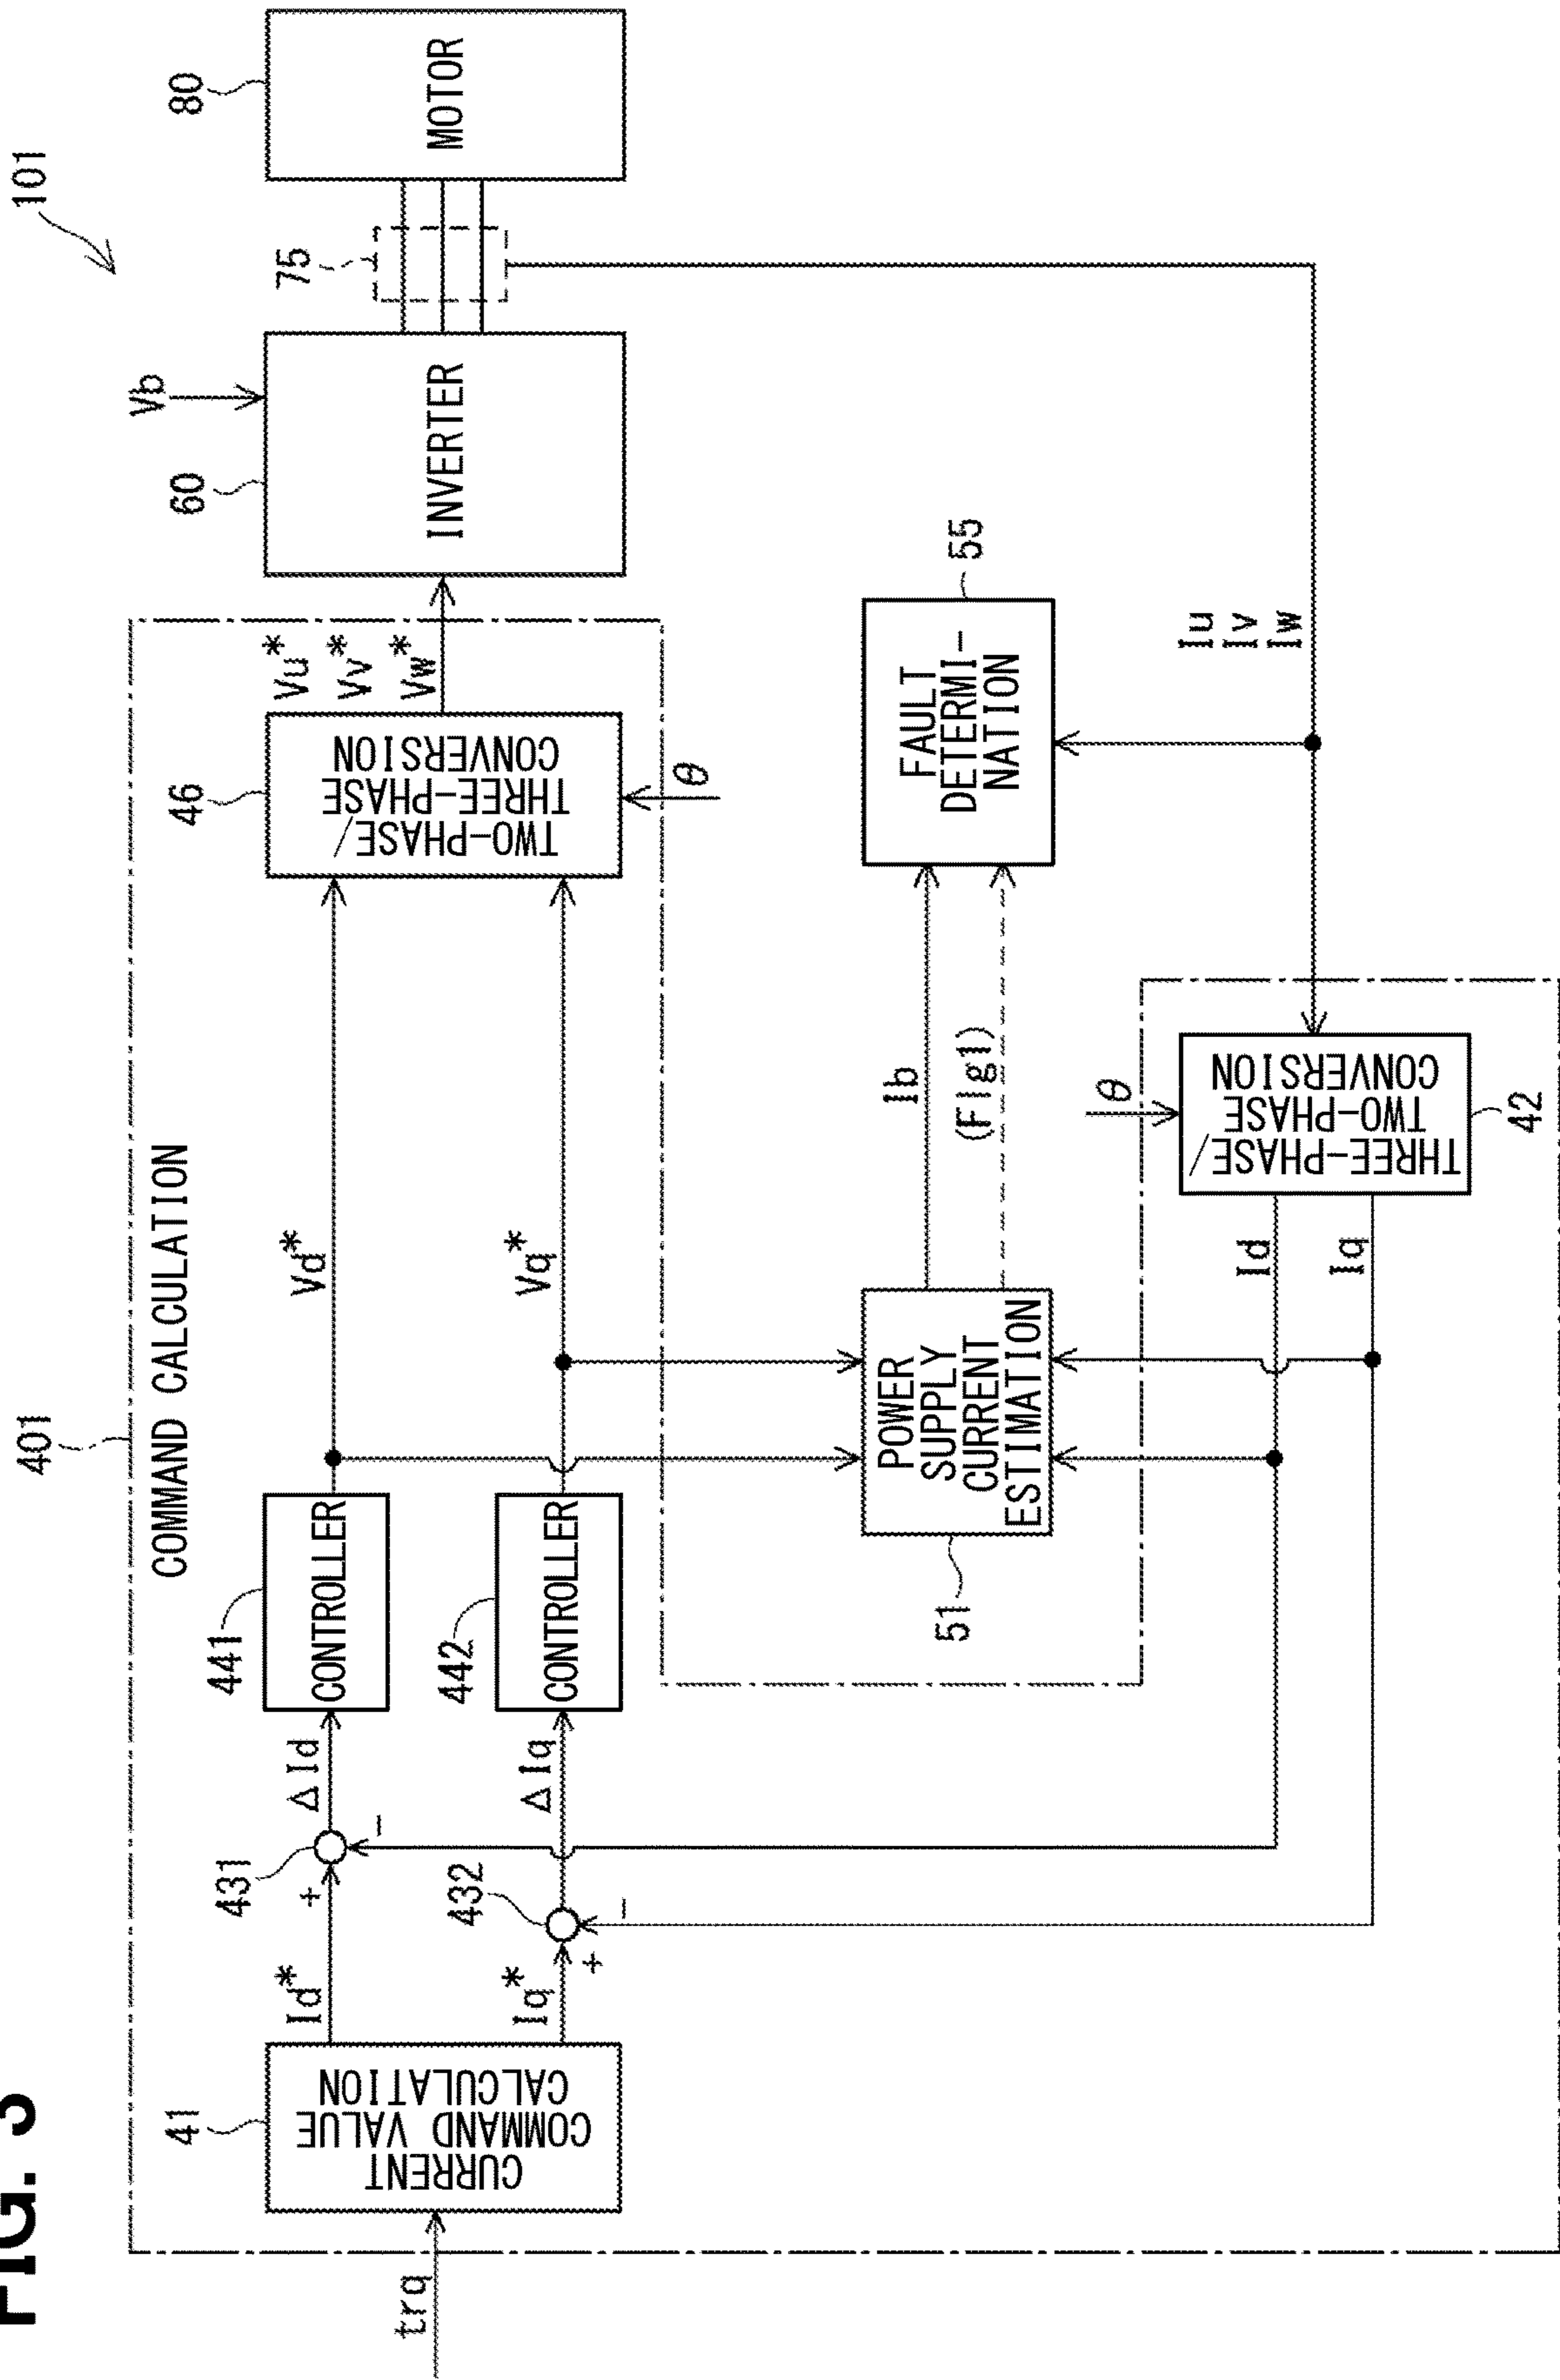 FIG. 3
101
401
COMMAND CALCULATION
trq
41
CURRENT
COMMAND VALUE
CALCULATION
Id*
Iq*
431
+
−
432
+
−
ΔId
ΔIq
441
CONTROLLER
442
CONTROLLER
Vd*
Vq*
46
TWO-PHASE/
THREE-PHASE
CONVERSION
θ
Vu*
Vv*
Vw*
60
INVERTER
Vb
75
80
MOTOR
51
POWER
SUPPLY
CURRENT
ESTIMATION
Ib
(Flg1)
55
FAULT
DETERMI-
NATION
Iu
Iv
Iw
θ
THREE-PHASE/
TWO-PHASE
CONVERSION
42
Id
Iq